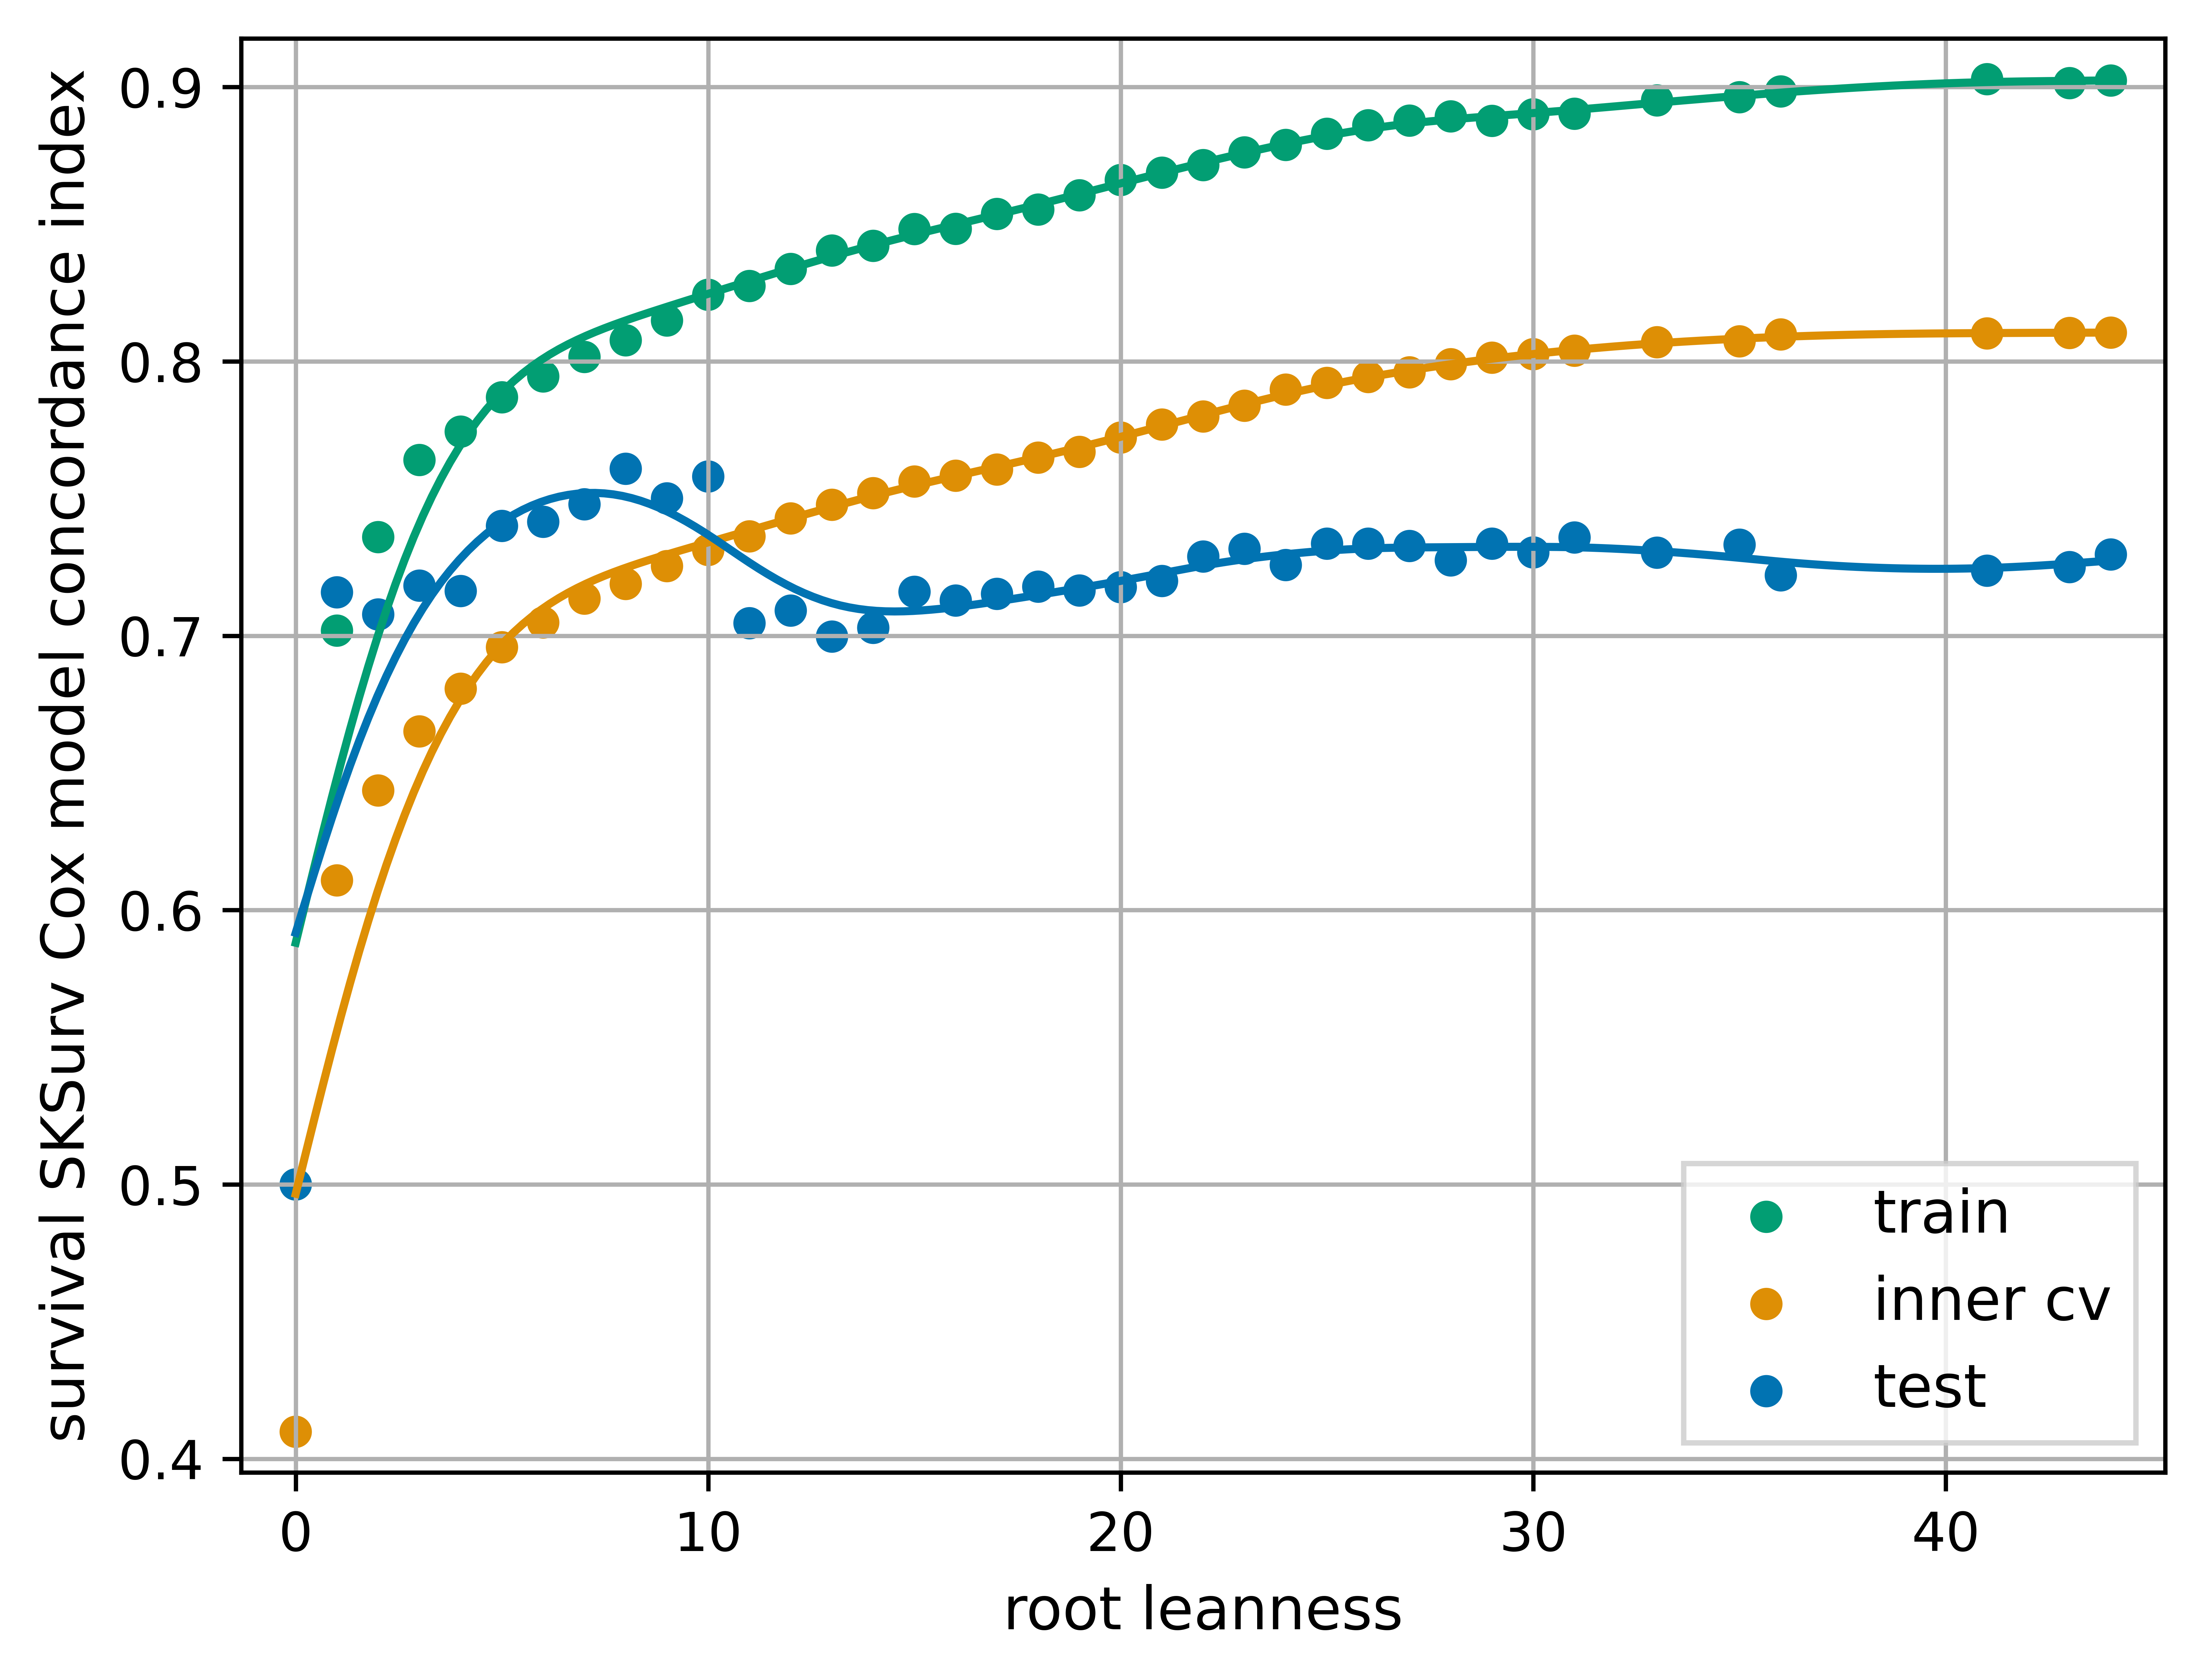 survival SKSurv Cox model concordance index
0.9
0.8
0.7
0.6
0.5
0.4
0 10 20 30 40
root leanness
train
inner cv
test